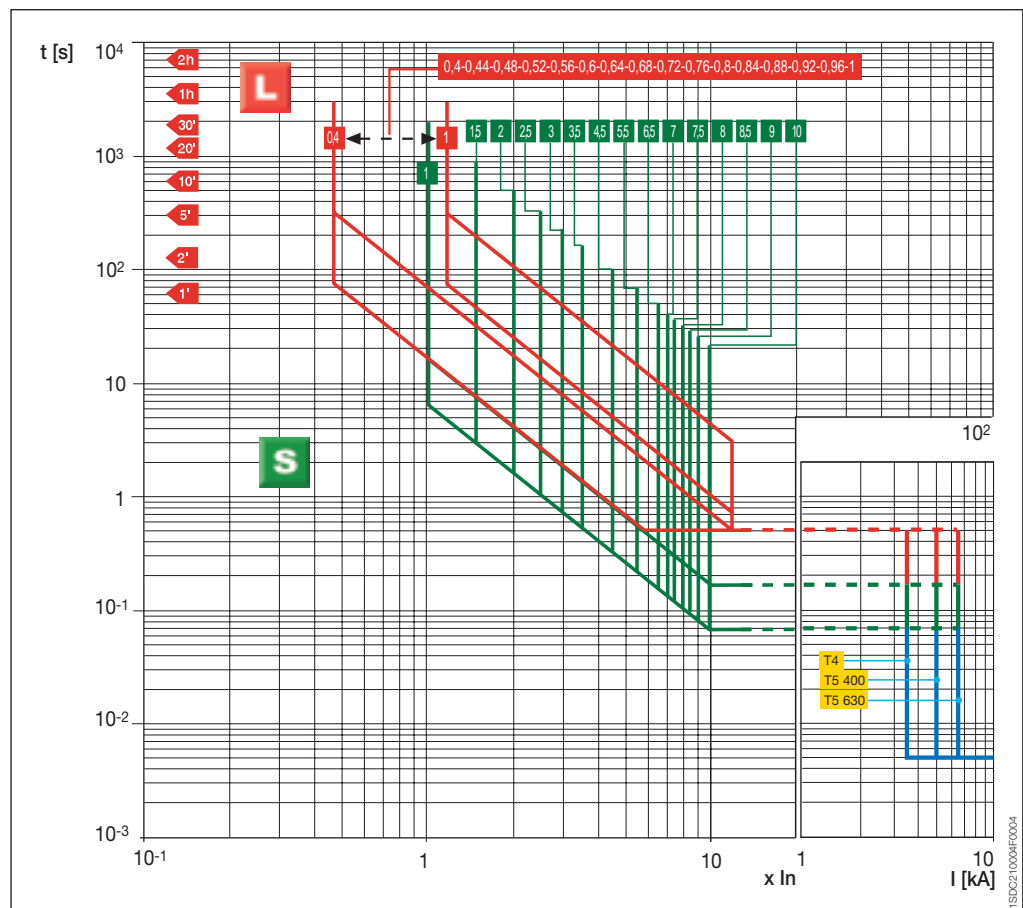 t [s]
10⁴
2h
L
0,4-0,44-0,48-0,52-0,56-0,6-0,64-0,68-0,72-0,76-0,8-0,84-0,88-0,92-0,96-1
1h
30'
20'
0,4
1
1,5 2 2,5 3 3,5 4,5 5,5 6,5 7 7,5 8 8,5 9 10
10³
10'
1
5'
2'
10²
1'
10
10²
S
1
10⁻¹
T4
T5 400
T5 630
10⁻²
10⁻³
10⁻¹ 1 10 1 10
x In
I [kA]
1SDC210004F0004